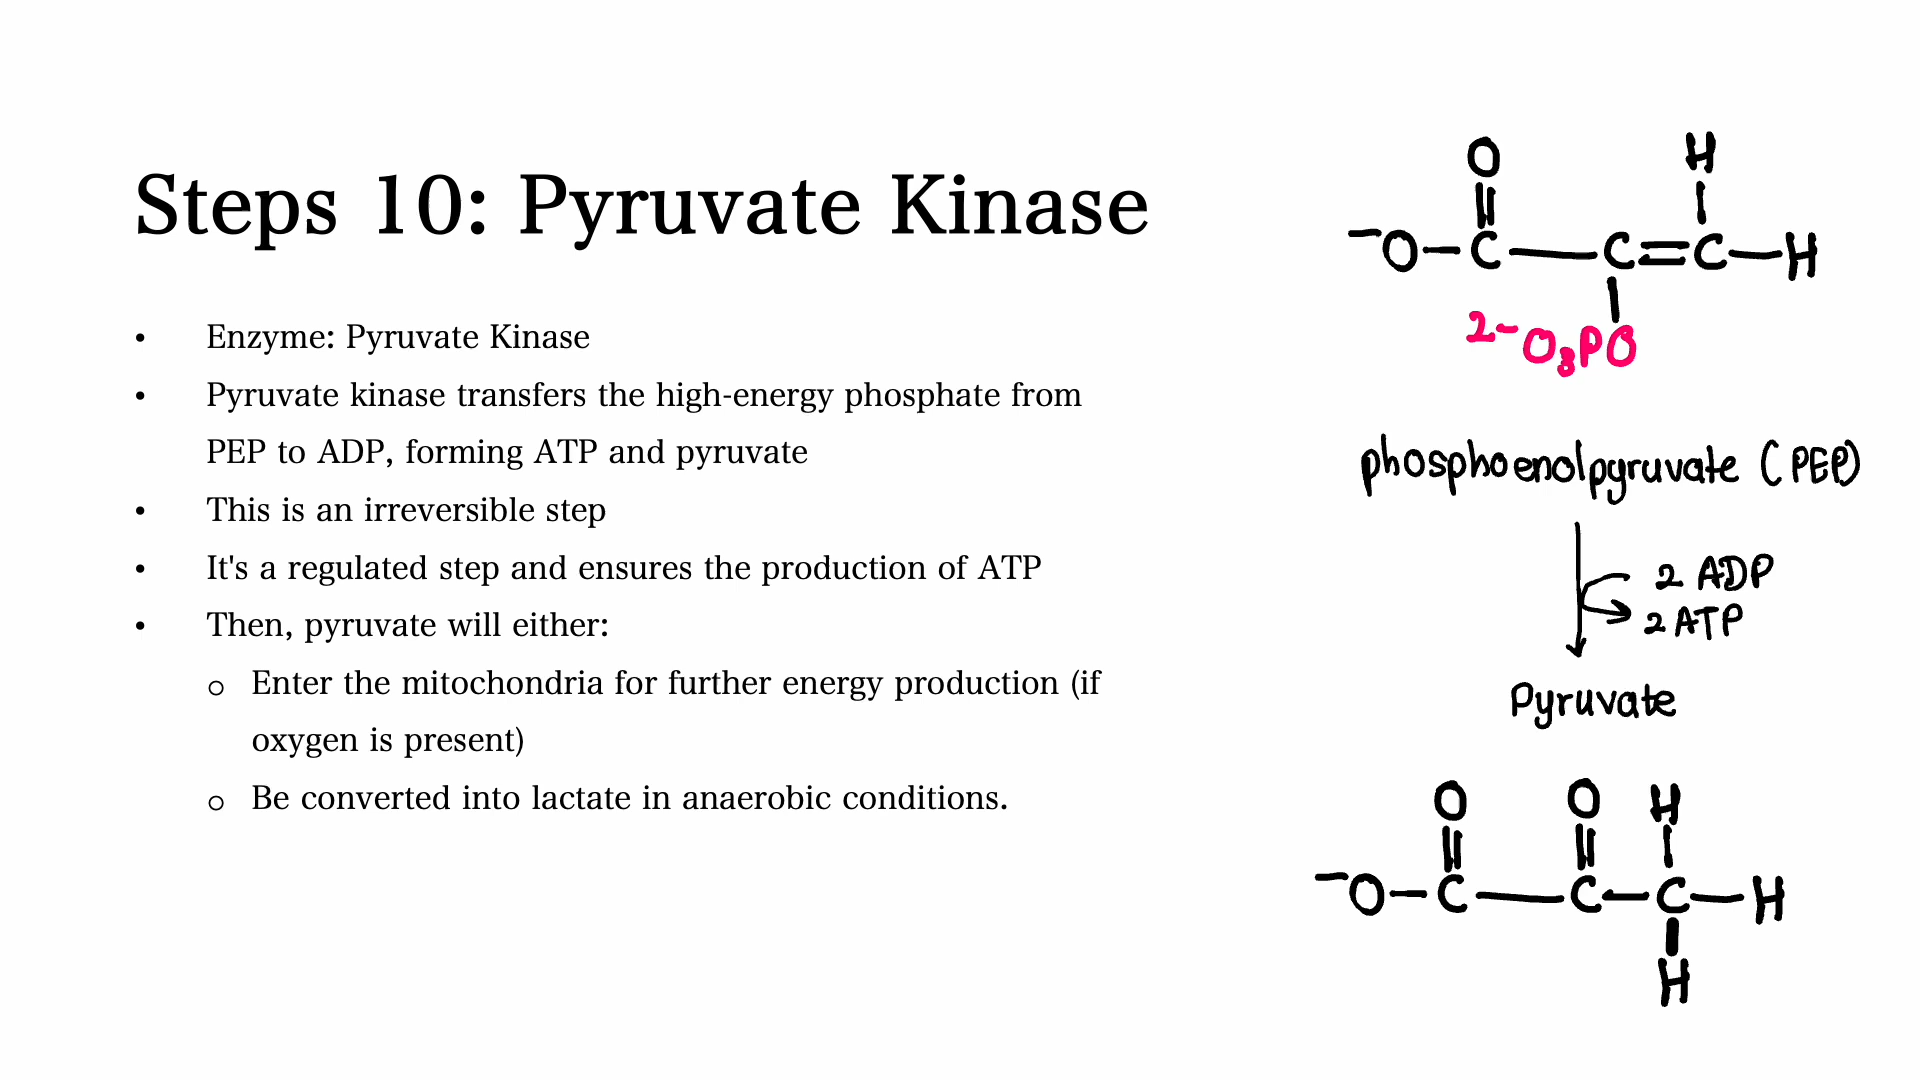 Steps 10: Pyruvate Kinase
• Enzyme: Pyruvate Kinase
• Pyruvate kinase transfers the high-energy phosphate from
PEP to ADP, forming ATP and pyruvate
• This is an irreversible step
• It's a regulated step and ensures the production of ATP
• Then, pyruvate will either:
o Enter the mitochondria for further energy production (if
oxygen is present)
o Be converted into lactate in anaerobic conditions.
O H
-O-C-C=C-H
2-O3PO
phosphoenolpyruvate (PEP)
2 ADP
2 ATP
Pyruvate
O O H
-O-C-C-C-H
H